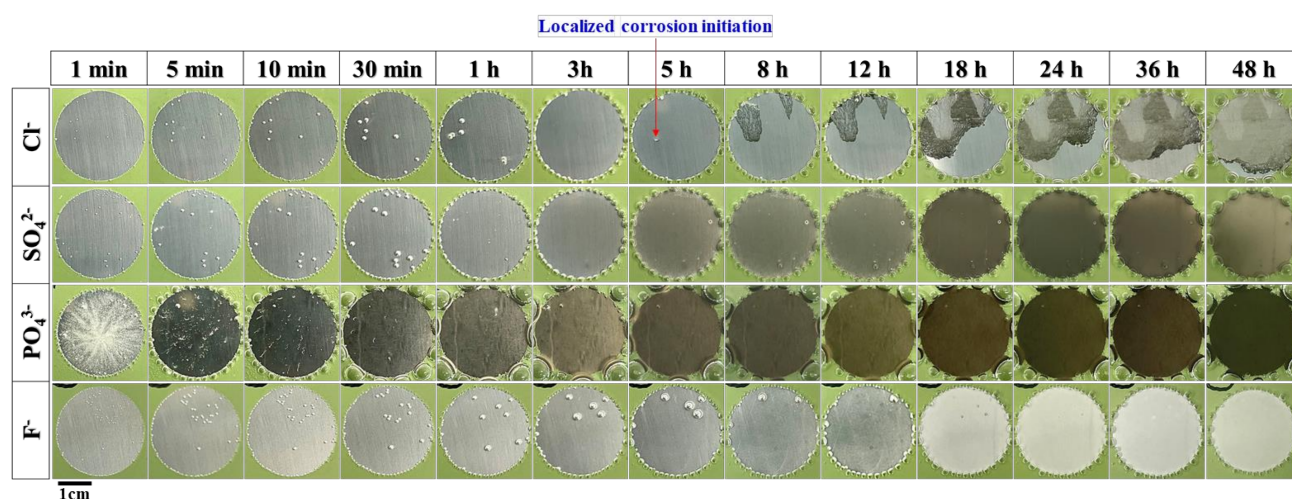 Localized corrosion initiation
1 min 5 min 10 min 30 min 1 h 3h 5 h 8 h 12 h 18 h 24 h 36 h 48 h
Cl⁻
SO₄²⁻
PO₄³⁻
F⁻
1cm